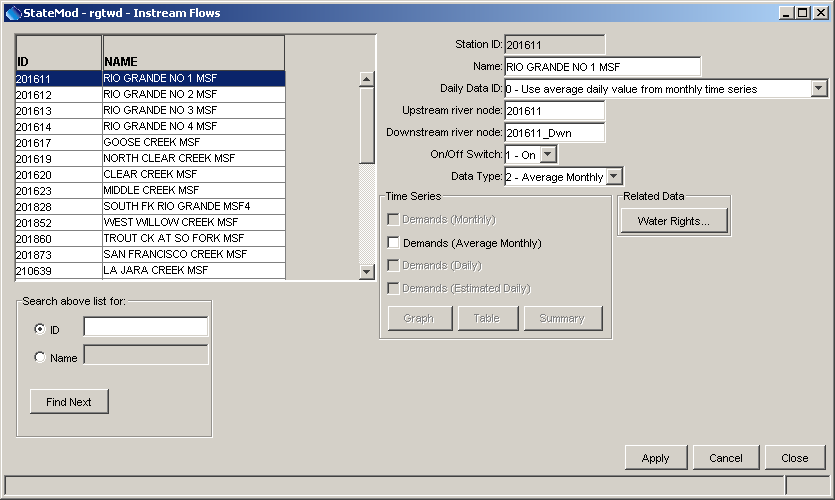 StateMod - rgtwd - Instream Flows
ID NAME
201611 RIO GRANDE NO 1 MSF
201612 RIO GRANDE NO 2 MSF
201613 RIO GRANDE NO 3 MSF
201614 RIO GRANDE NO 4 MSF
201617 GOOSE CREEK MSF
201619 NORTH CLEAR CREEK MSF
201620 CLEAR CREEK MSF
201623 MIDDLE CREEK MSF
201828 SOUTH FK RIO GRANDE MSF4
201852 WEST WILLOW CREEK MSF
201860 TROUT CK AT SO FORK MSF
201873 SAN FRANCISCO CREEK MSF
210639 LA JARA CREEK MSF
Search above list for:
ID
Name
Find Next
Station ID: 201611
Name: RIO GRANDE NO 1 MSF
Daily Data ID: 0 - Use average daily value from monthly time series
Upstream river node: 201611
Downstream river node: 201611_Dwn
On/Off Switch: 1 - On
Data Type: 2 - Average Monthly
Time Series
Demands (Monthly)
Demands (Average Monthly)
Demands (Daily)
Demands (Estimated Daily)
Graph Table Summary
Related Data
Water Rights...
Apply Cancel Close